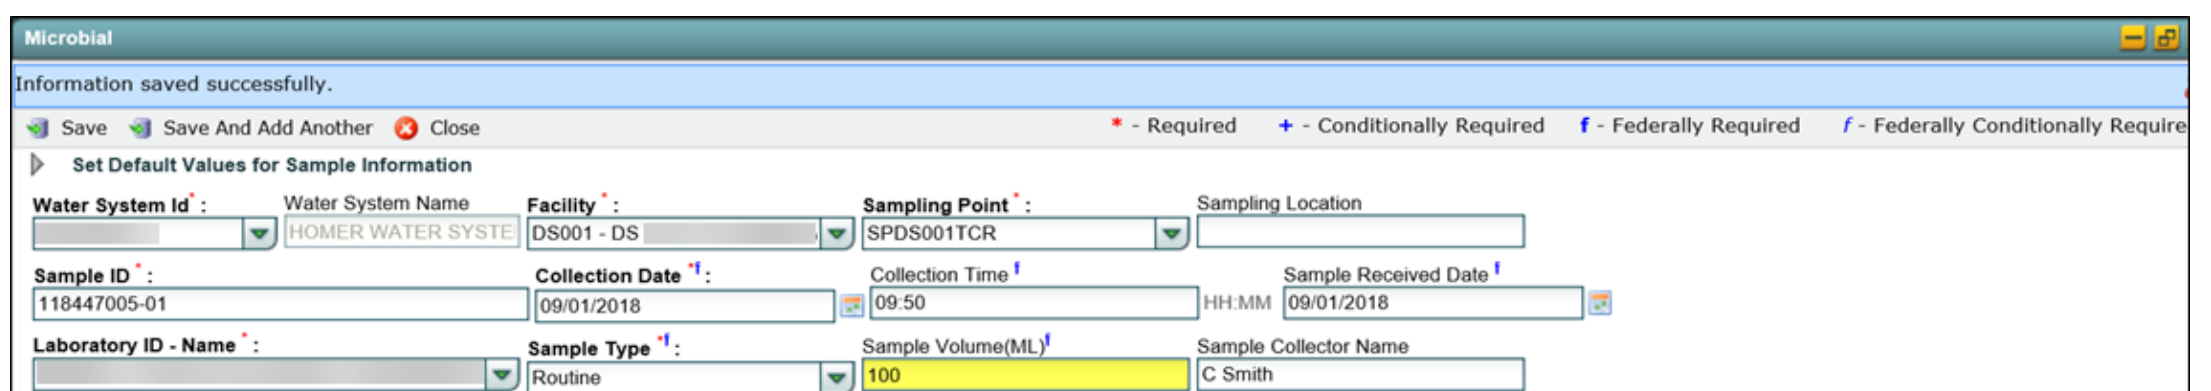 Microbial
Information saved successfully.
Save Save And Add Another Close * - Required + - Conditionally Required f - Federally Required f - Federally Conditionally Require
Set Default Values for Sample Information
Water System Id * : Water System Name Facility * : Sampling Point * : Sampling Location
HOMER WATER SYSTE DS001 - DS SPDS001TCR
Sample ID * : Collection Date *f : Collection Time f Sample Received Date f
118447005-01 09/01/2018 09:50 HH:MM 09/01/2018
Laboratory ID - Name * : Sample Type *f : Sample Volume(ML)f Sample Collector Name
Routine 100 C Smith